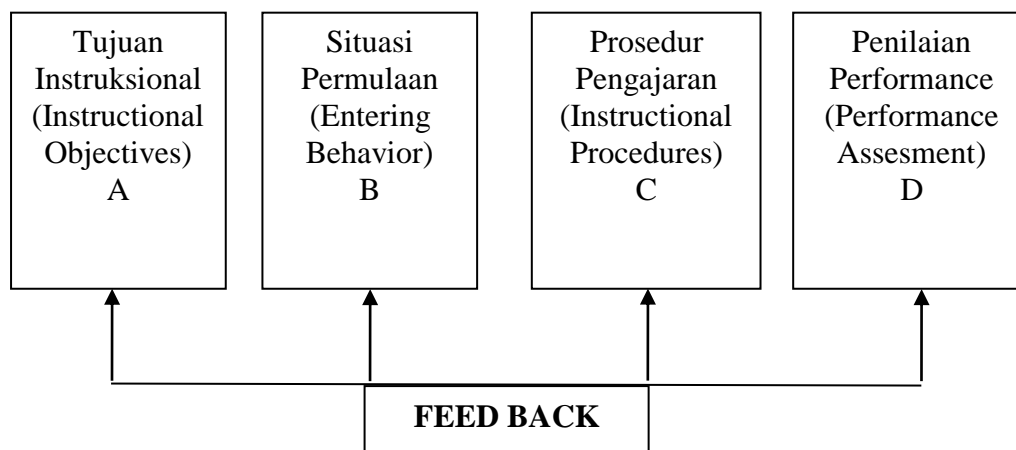 Tujuan
Instruksional
(Instructional
Objectives)
A
Situasi
Permulaan
(Entering
Behavior)
B
Prosedur
Pengajaran
(Instructional
Procedures)
C
Penilaian
Performance
(Performance
Assesment)
D
FEED BACK